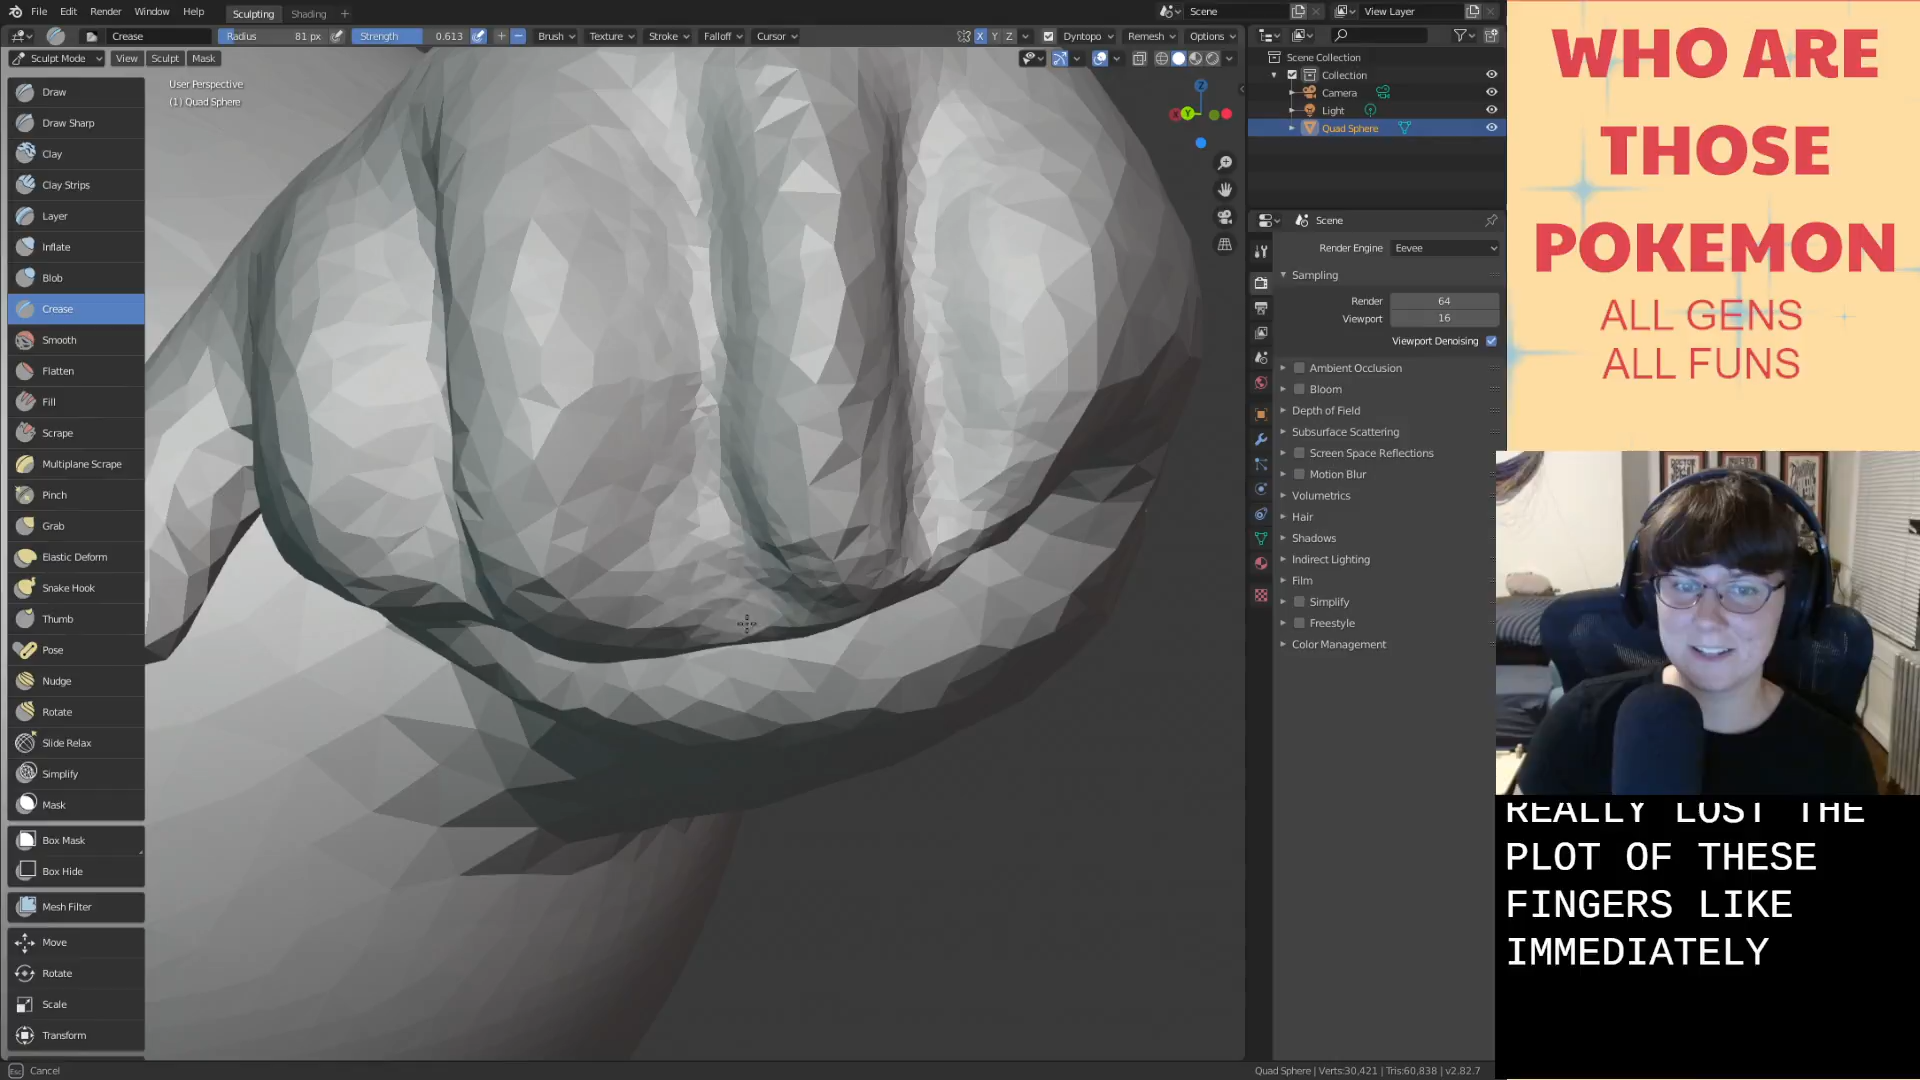 File Edit Render Window Help Sculpting Shading + Scene View Layer
Crease Radius 81 px Strength 0.613 Brush Texture Stroke Falloff Cursor X Y Z Dyntopo Remesh Options
Sculpt Mode View Sculpt Mask
User Perspective
(1) Quad Sphere
Draw
Draw Sharp
Clay
Clay Strips
Layer
Inflate
Blob
Crease
Smooth
Flatten
Fill
Scrape
Multiplane Scrape
Pinch
Grab
Elastic Deform
Snake Hook
Thumb
Pose
Nudge
Rotate
Slide Relax
Simplify
Mask
Box Mask
Box Hide
Mesh Filter
Move
Rotate
Scale
Transform
Esc Cancel
Scene Collection
Collection
Camera
Light
Quad Sphere
Scene
Render Engine Eevee
Sampling
Render 64
Viewport 16
Viewport Denoising
Ambient Occlusion
Bloom
Depth of Field
Subsurface Scattering
Screen Space Reflections
Motion Blur
Volumetrics
Hair
Shadows
Indirect Lighting
Film
Simplify
Freestyle
Color Management
Quad Sphere | Verts:30,421 | Tris:60,838 | v2.82.7
WHO ARE
THOSE
POKEMON
ALL GENS
ALL FUNS
REALLY LOST THE
PLOT OF THESE
FINGERS LIKE
IMMEDIATELY